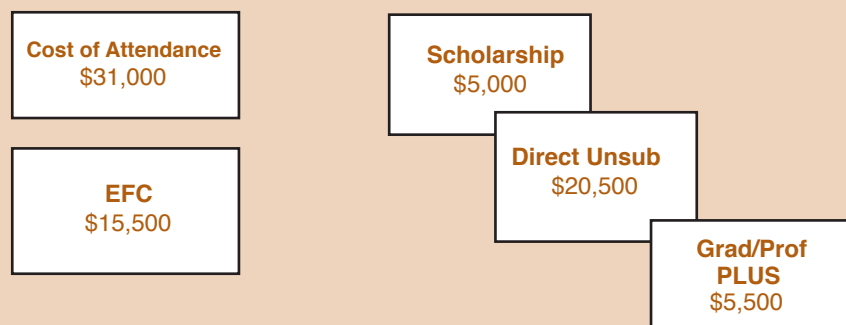 Cost of Attendance
$31,000
EFC
$15,500
Scholarship
$5,000
Direct Unsub
$20,500
Grad/Prof
PLUS
$5,500